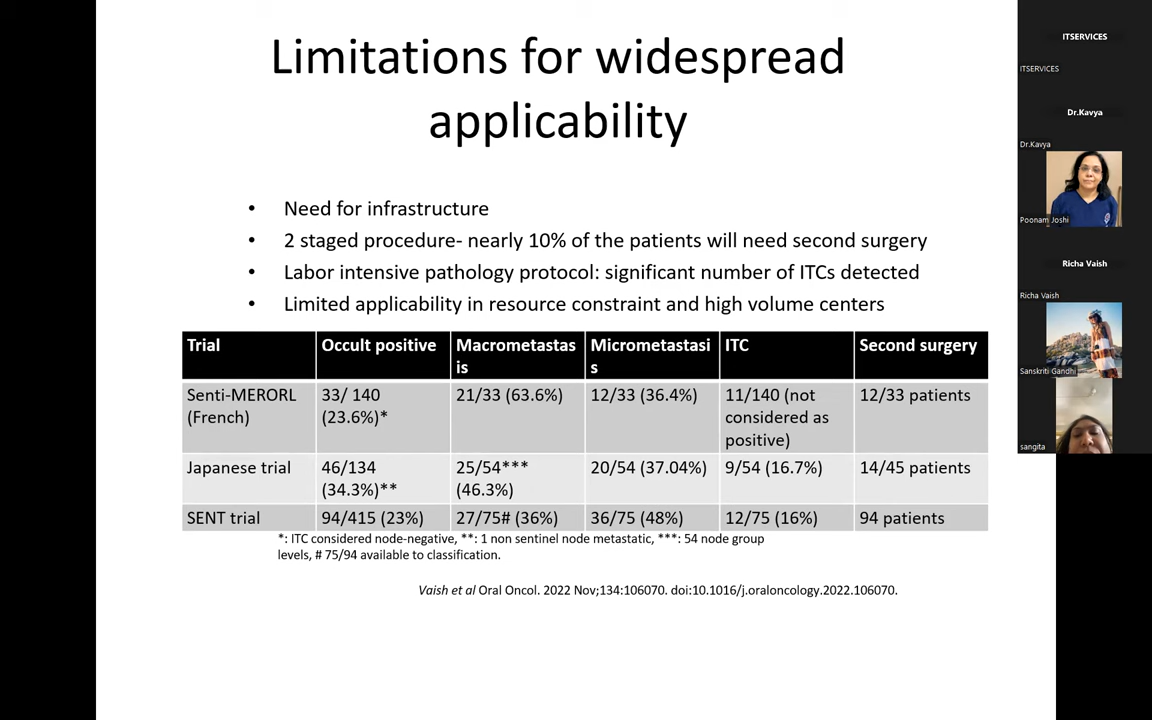 Limitations for widespread
applicability
• Need for infrastructure
• 2 staged procedure- nearly 10% of the patients will need second surgery
• Labor intensive pathology protocol: significant number of ITCs detected
• Limited applicability in resource constraint and high volume centers
Trial Occult positive Macrometastas Micrometastasi ITC Second surgery
is s
Senti-MERORL 33/ 140 21/33 (63.6%) 12/33 (36.4%) 11/140 (not 12/33 patients
(French) (23.6%)* considered as
positive)
Japanese trial 46/134 25/54*** 20/54 (37.04%) 9/54 (16.7%) 14/45 patients
(34.3%)** (46.3%)
SENT trial 94/415 (23%) 27/75# (36%) 36/75 (48%) 12/75 (16%) 94 patients
*: ITC considered node-negative, **: 1 non sentinel node metastatic, ***: 54 node group
levels, # 75/94 available to classification.
Vaish et al Oral Oncol. 2022 Nov;134:106070. doi:10.1016/j.oraloncology.2022.106070.
ITSERVICES
ITSERVICES
Dr.Kavya
Dr.Kavya
Poonam Joshi
Richa Vaish
Richa Vaish
Sanskriti Gandhi
sangita